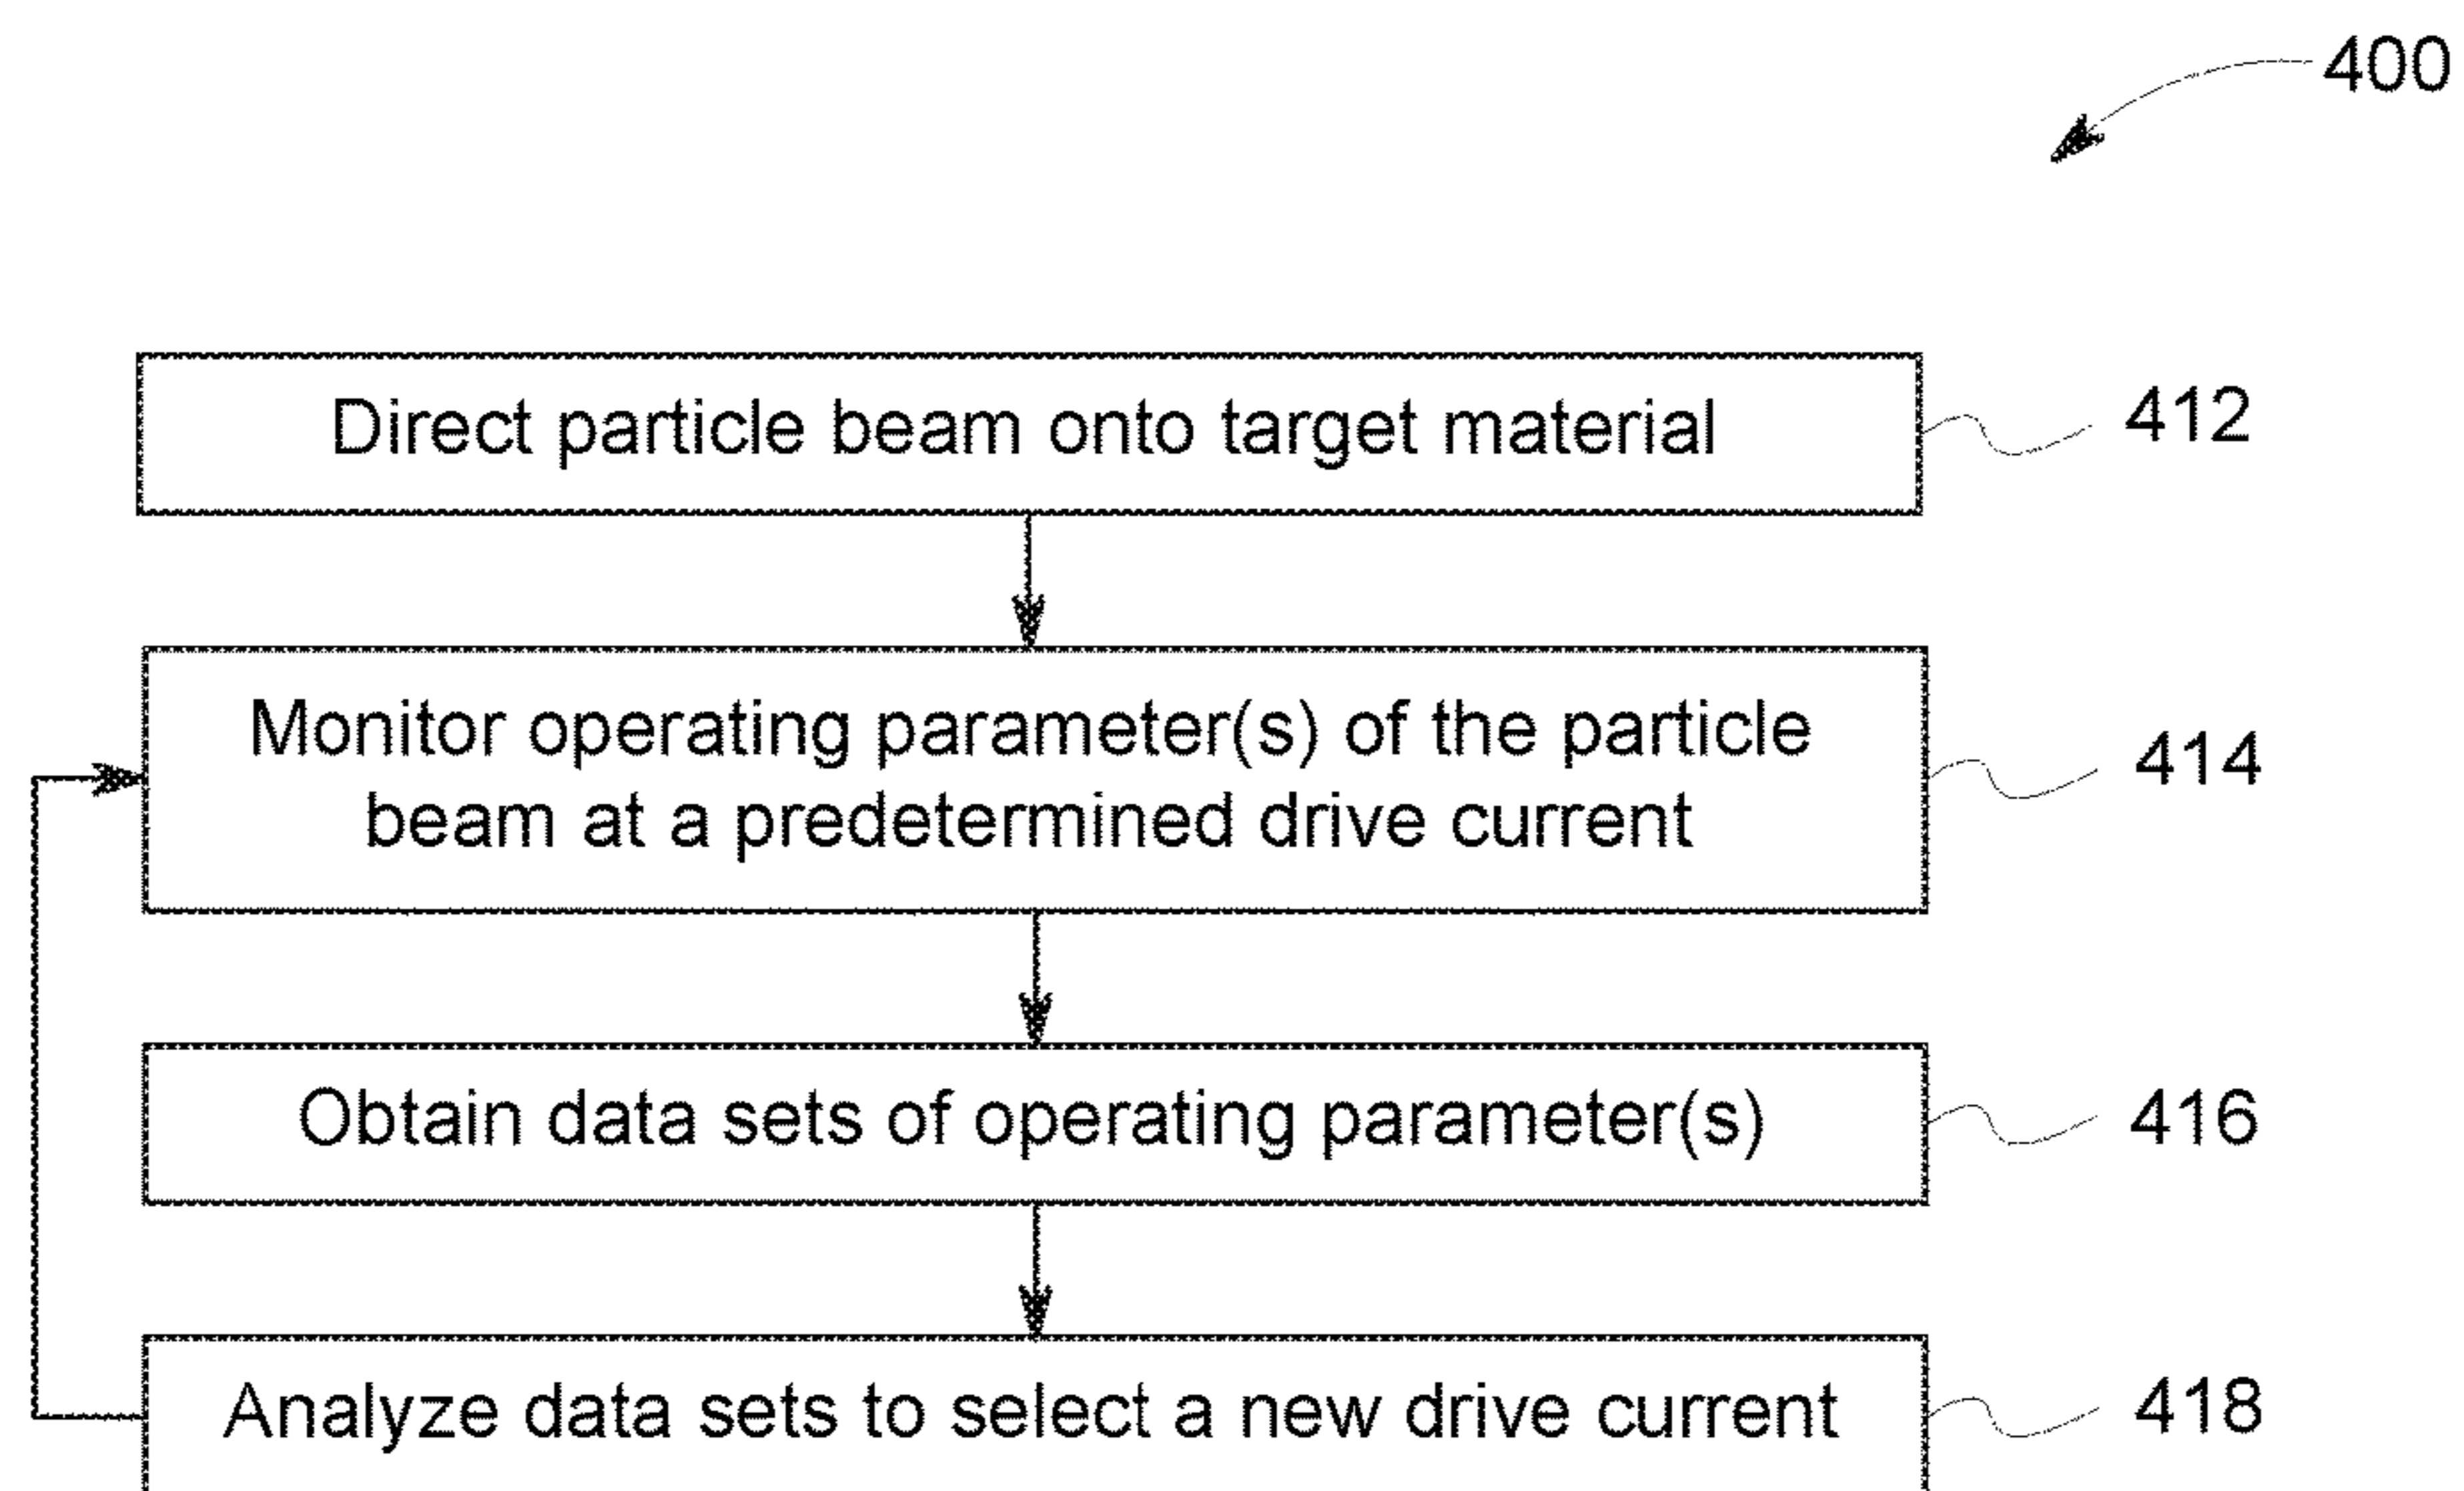 400
Direct particle beam onto target material
412
Monitor operating parameter(s) of the particle
beam at a predetermined drive current
414
Obtain data sets of operating parameter(s)
416
Analyze data sets to select a new drive current
418